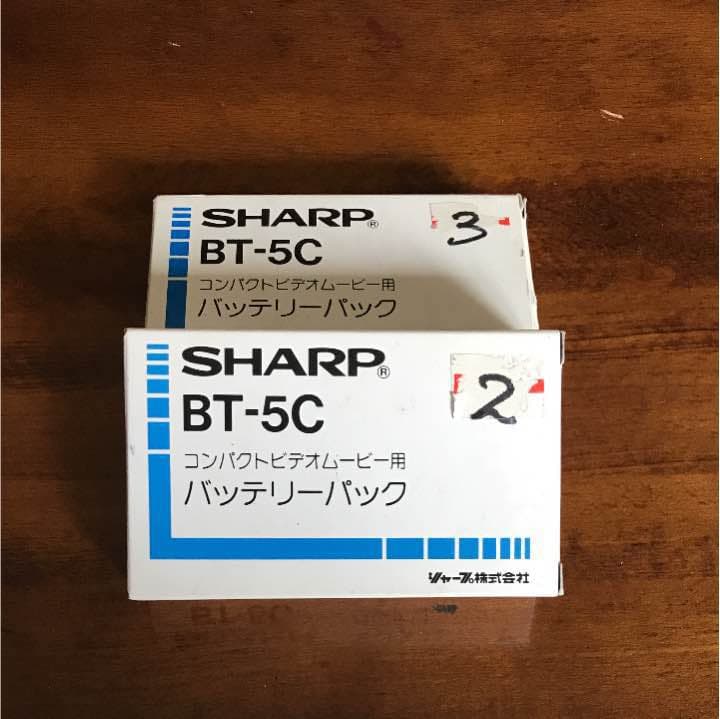 SHARP®
3
BT-5C
コンパクトビデオムービー用
バッテリーパック
SHARP®
2
BT-5C
コンパクトビデオムービー用
バッテリーパック
シャープ株式会社